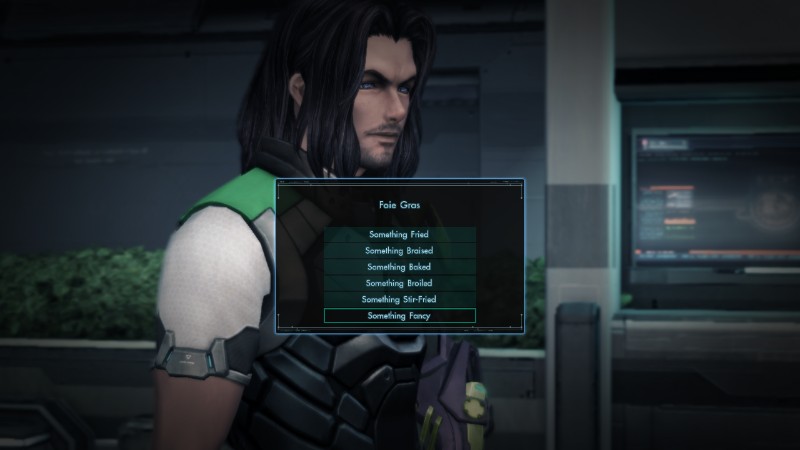 Foie Gras
Something Fried
Something Braised
Something Baked
Something Broiled
Something Stir-Fried
Something Fancy